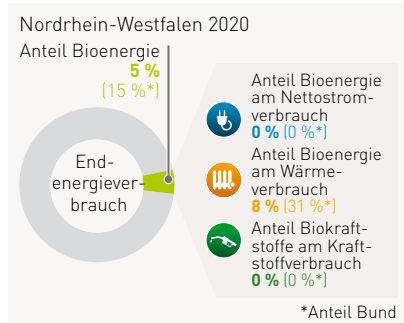 Nordrhein-Westfalen 2020
Anteil Bioenergie
5 %
(15 %*)
End-
energiever-
brauch
Anteil Bioenergie
am Nettostrom-
verbrauch
0 % (0 %*)
Anteil Bioenergie
am Wärme-
verbrauch
8 % (31 %*)
Anteil Biokraft-
stoffe am Kraft-
stoffverbrauch
0 % (0 %*)
*Anteil Bund